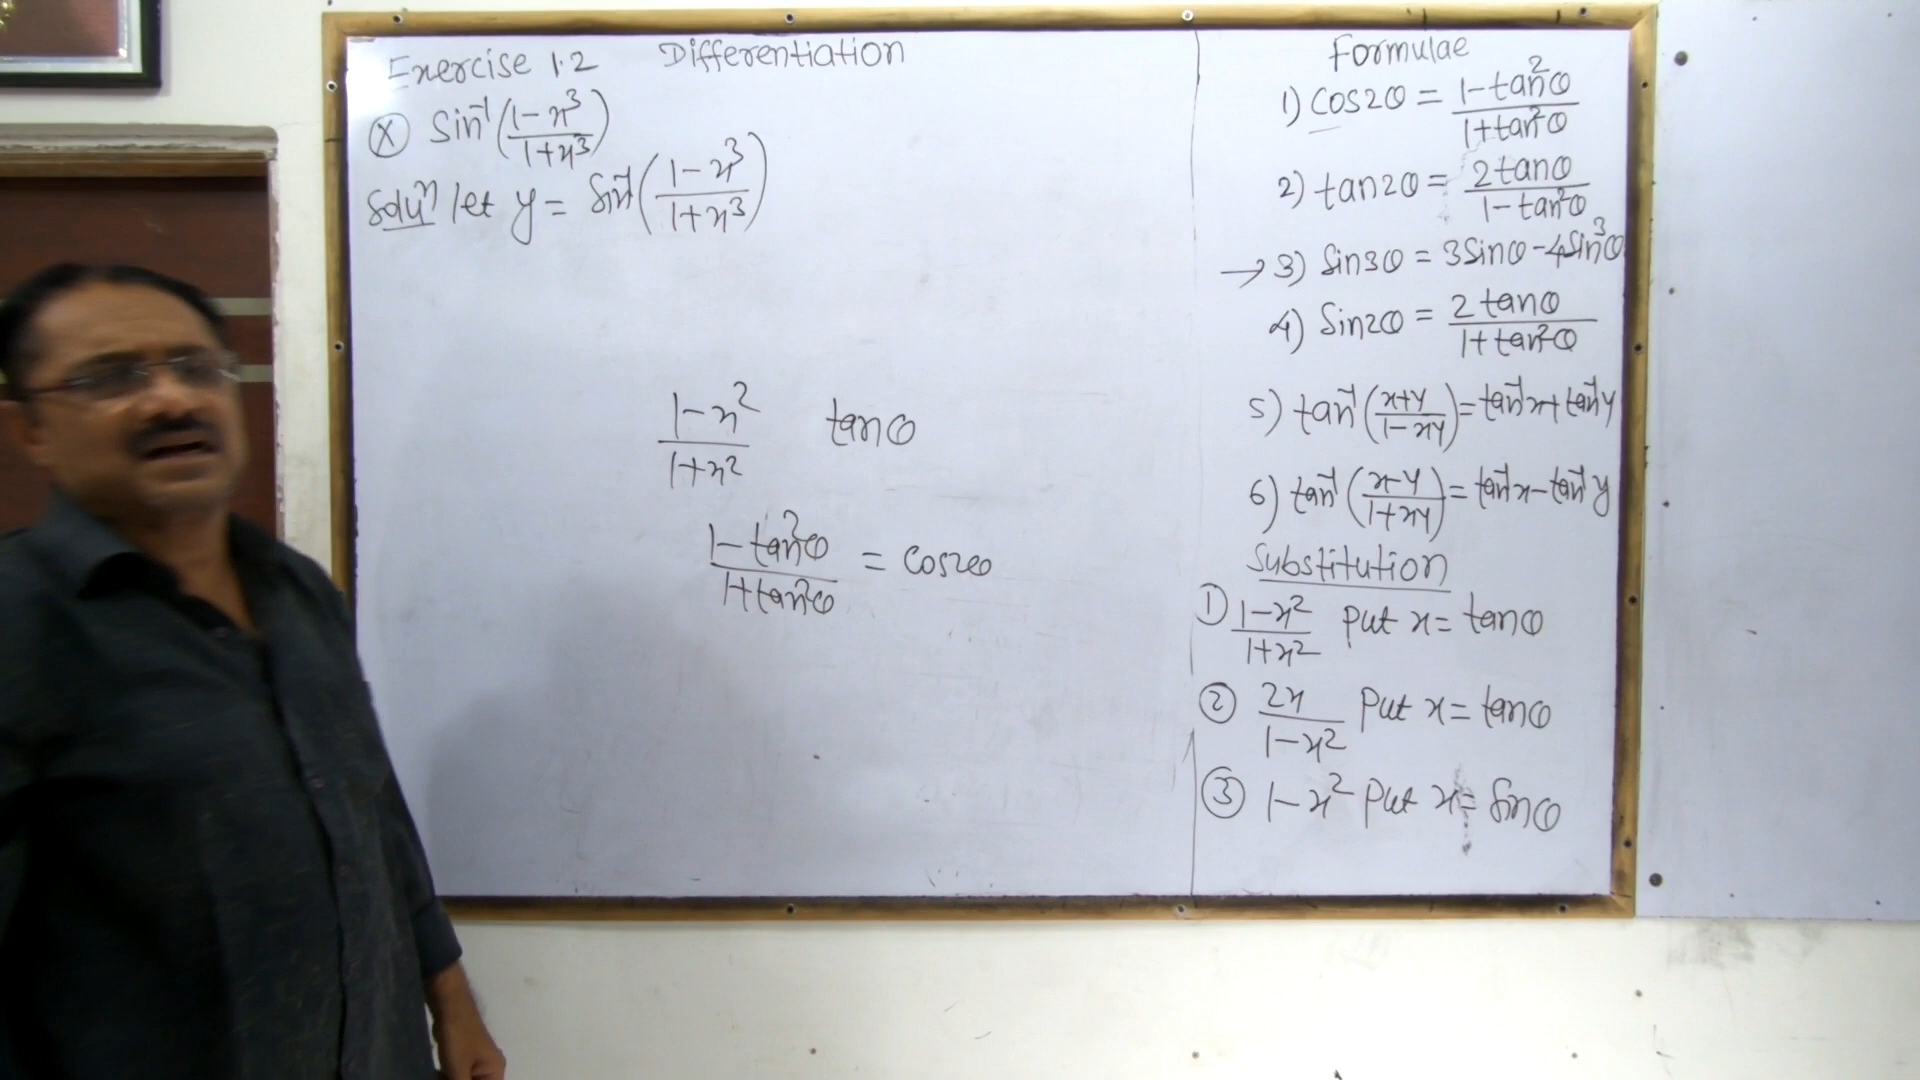 Exercise 1.2 Differentiation
(X) Sin⁻¹((1-x³)/(1+x³))
Soluⁿ let y = Sin⁻¹((1-x³)/(1+x³))
(1-x²)/(1+x²) tanθ
(1-tan²θ)/(1+tan²θ) = cos2θ
Formulae
1) Cos2θ = (1-tan²θ)/(1+tan²θ)
2) tan2θ = (2tanθ)/(1-tan²θ)
→ 3) Sin3θ = 3Sinθ-4Sin³θ
4) Sin2θ = (2tanθ)/(1+tan²θ)
5) tan⁻¹((x+y)/(1-xy)) = tan⁻¹x+tan⁻¹y
6) tan⁻¹((x-y)/(1+xy)) = tan⁻¹x-tan⁻¹y
Substitution
① (1-x²)/(1+x²) Put x = tanθ
② 2x/(1-x²) Put x = tanθ
③ 1-x² Put x = Sinθ